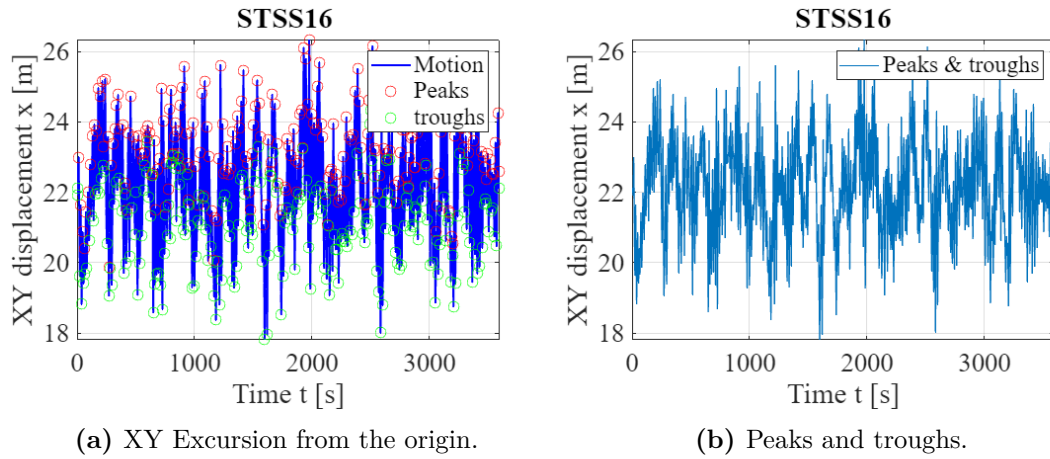 STSS16
XY displacement x [m]
26
24
22
20
18
Motion
Peaks
troughs
0 1000 2000 3000
Time t [s]
(a) XY Excursion from the origin.
STSS16
XY displacement x [m]
26
24
22
20
18
Peaks & troughs
0 1000 2000 3000
Time t [s]
(b) Peaks and troughs.